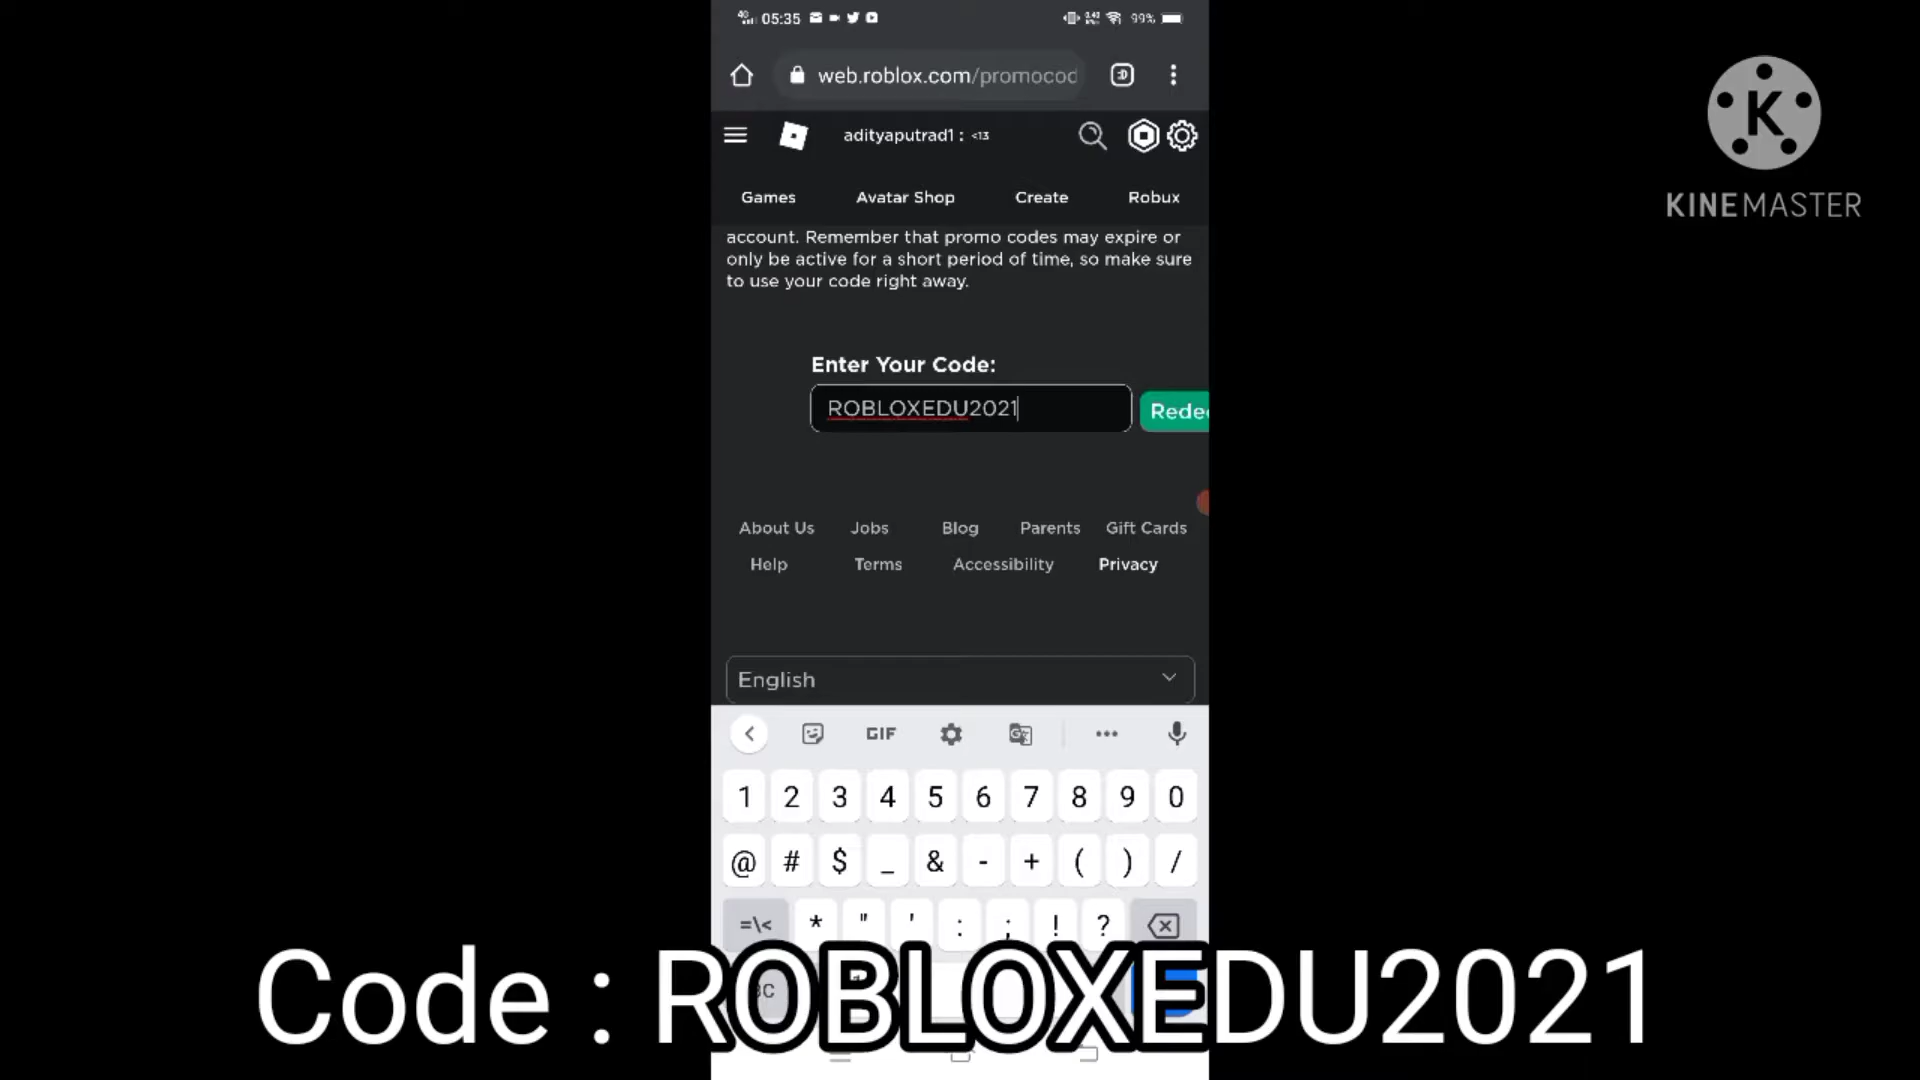 4G 05:35 99%
web.roblox.com/promocod
:D
adityaputrad1 : <13
Games Avatar Shop Create Robux
account. Remember that promo codes may expire or
only be active for a short period of time, so make sure
to use your code right away.
Enter Your Code:
ROBLOXEDU2021
Redee
About Us Jobs Blog Parents Gift Cards
Help Terms Accessibility Privacy
English
GIF
1 2 3 4 5 6 7 8 9 0
@ # $ _ & - + ( ) /
=\< * " ' : ; ! ?
Code : ROBLOXEDU2021
K
KINEMASTER